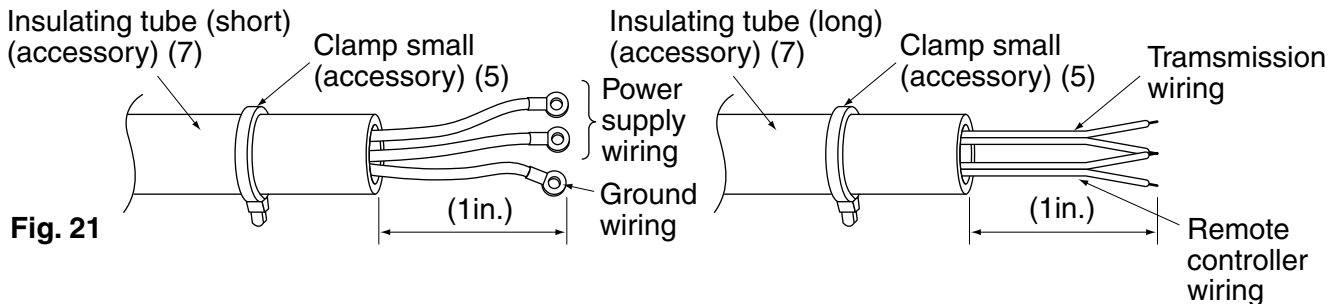 Insulating tube (short)
(accessory) (7)
Clamp small
(accessory) (5)
Power
supply
wiring
Ground
wiring
(1in.)
Insulating tube (long)
(accessory) (7)
Clamp small
(accessory) (5)
Tramsmission
wiring
(1in.)
Remote
controller
wiring
Fig. 21